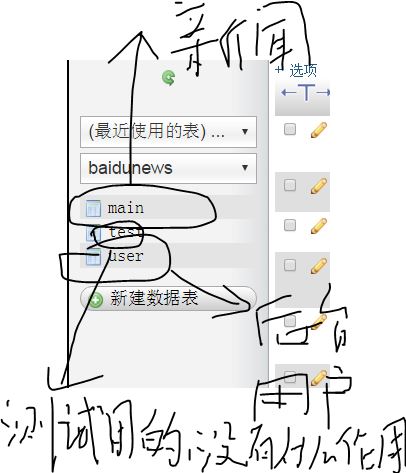 新闻
+ 选项
←T→
(最近使用的表) ...
baidunews
main
test
user
新建数据表
后台
用户
测试用的,没有什么作用